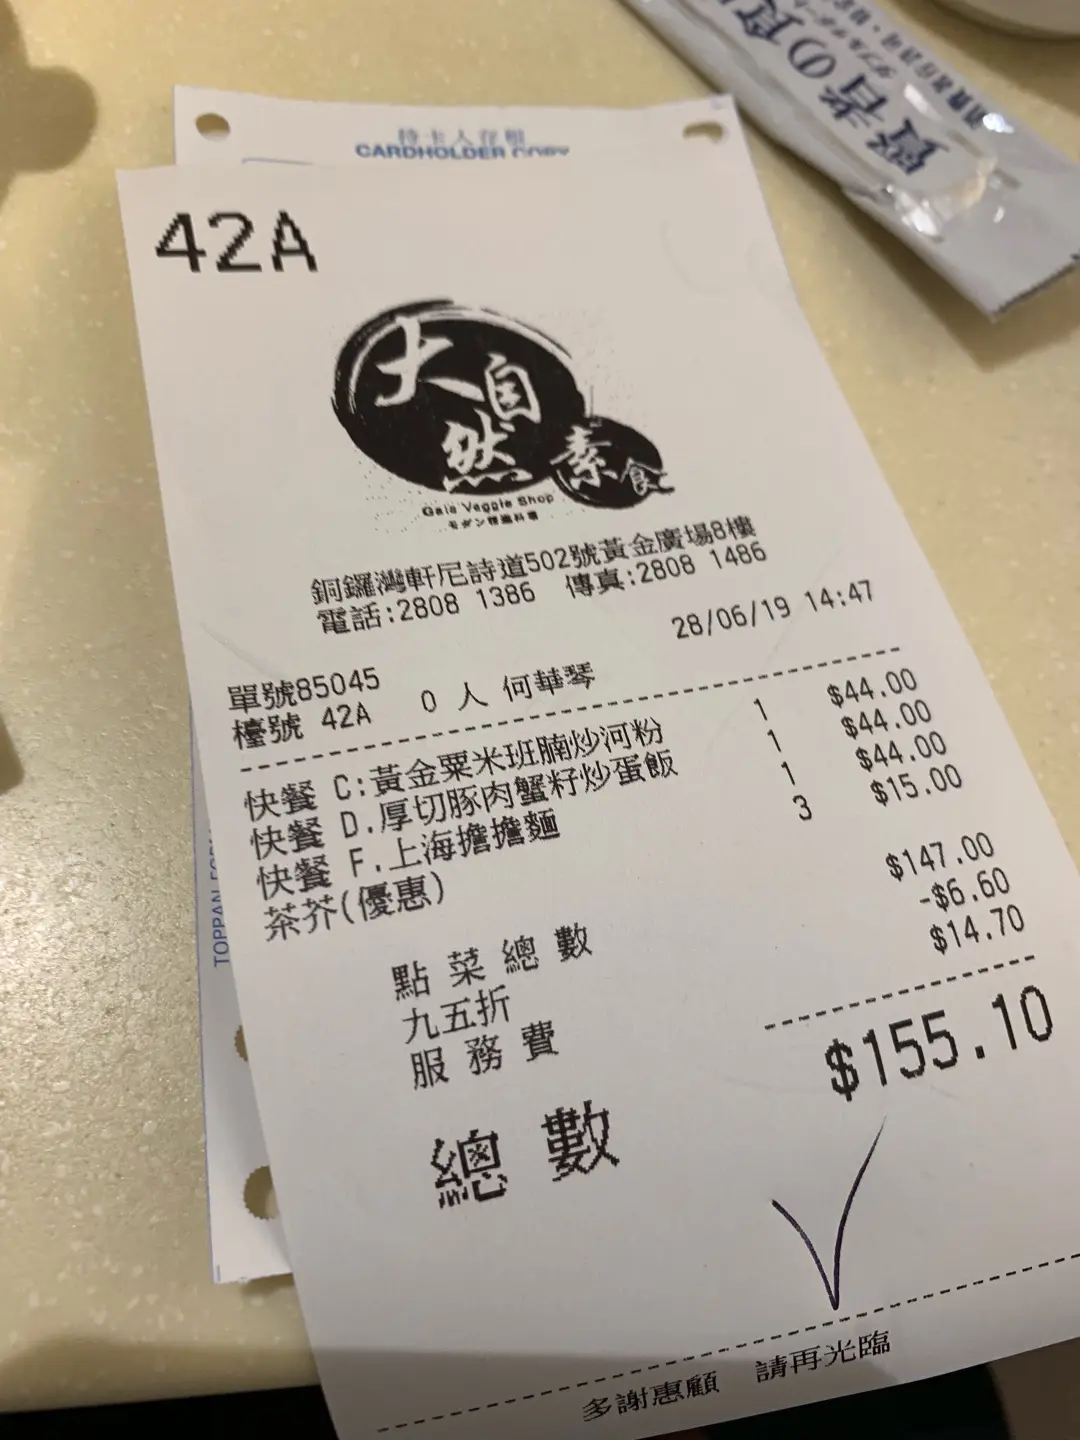 持卡人存根
CARDHOLDER COPY
42A
大自然素食
Gaia Veggie Shop
銅鑼灣軒尼詩道502號黃金廣場8樓
電話:2808 1386 傳真:2808 1486
28/06/19 14:47
單號85045
檯號 42A 0 人 何華琴
快餐 C:黃金粟米班腩炒河粉 1 $44.00
快餐 D.厚切豚肉蟹籽炒蛋飯 1 $44.00
快餐 F.上海擔擔麵 1 $44.00
茶芥(優惠) 3 $15.00
點菜總數 $147.00
九五折 -$6.60
服務費 $14.70
總數 $155.10
多謝惠顧 請再光臨
TOPPAN
賢者の食